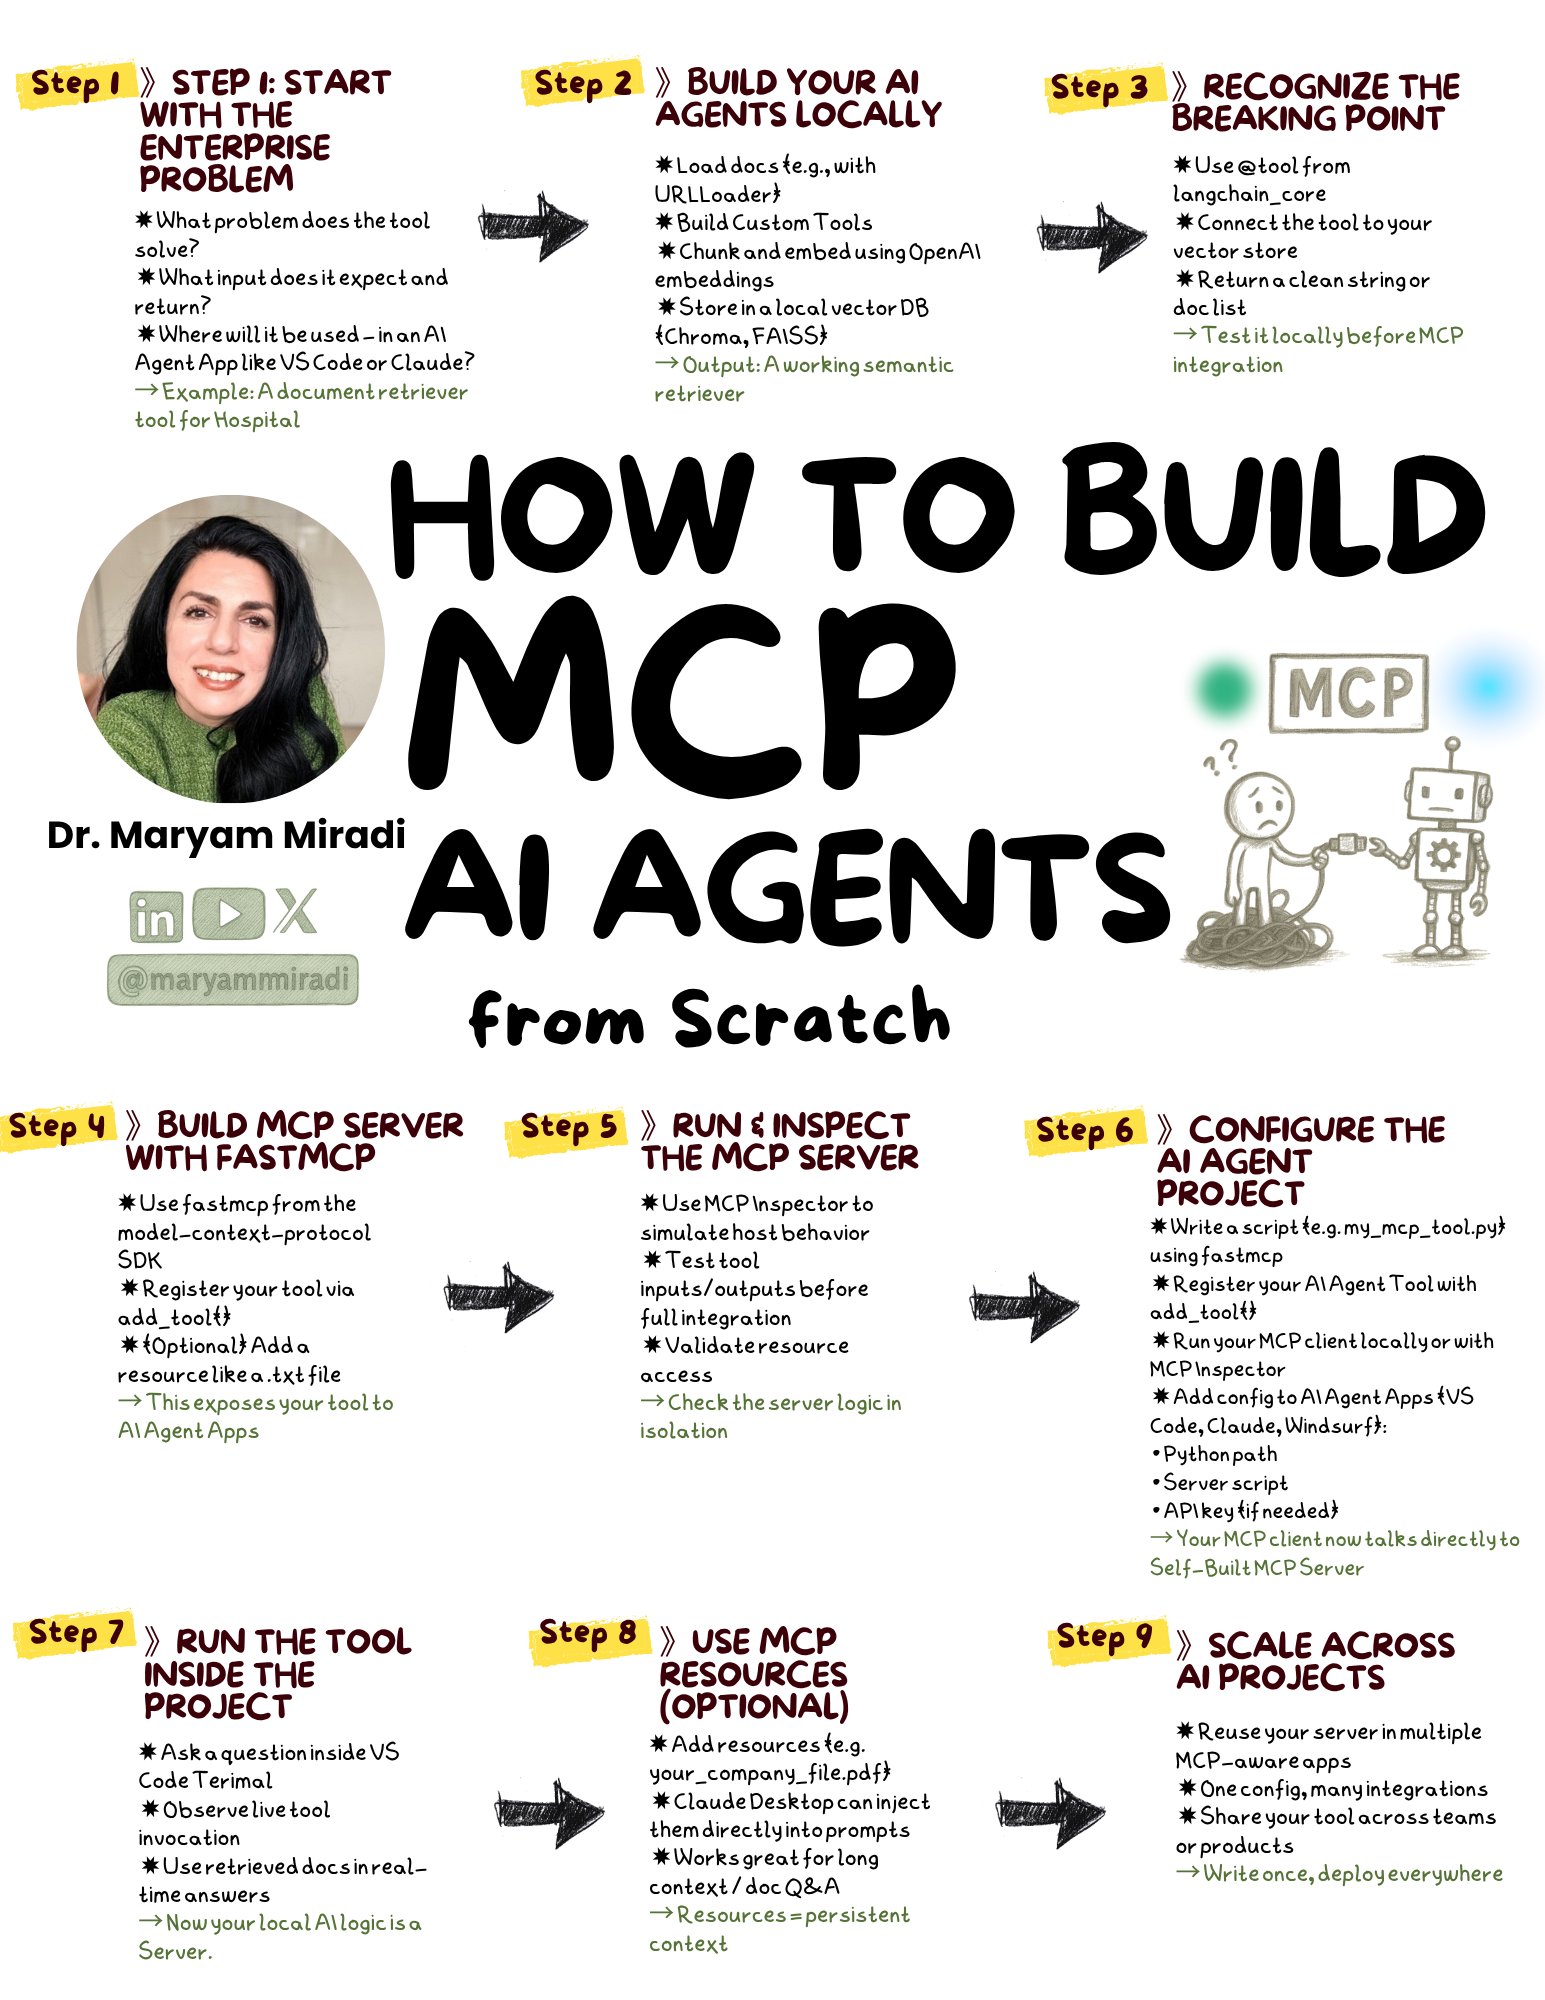 Step 1
》 STEP 1: START
WITH THE
ENTERPRISE
PROBLEM
✷ What problem does the tool
solve?
✷ What input does it expect and
return?
✷ Where will it be used – in an AI
Agent App like VS Code or Claude?
→ Example: A document retriever
tool for Hospital
Step 2
》 BUILD YOUR AI
AGENTS LOCALLY
✷ Load docs (e.g., with
URLLoader)
✷ Build Custom Tools
✷ Chunk and embed using OpenAI
embeddings
✷ Store in a local vector DB
(Chroma, FAISS)
→ Output: A working semantic
retriever
Step 3
》 RECOGNIZE THE
BREAKING POINT
✷ Use @tool from
langchain_core
✷ Connect the tool to your
vector store
✷ Return a clean string or
doc list
→ Test it locally before MCP
integration
HOW TO BUILD
MCP
AI AGENTS
from Scratch
Dr. Maryam Miradi
in
X
@maryammmiradi
MCP
??
Step 4
》 BUILD MCP SERVER
WITH FASTMCP
✷ Use fastmcp from the
model-context-protocol
SDK
✷ Register your tool via
add_tool()
✷ (Optional) Add a
resource like a .txt file
→ This exposes your tool to
AI Agent Apps
Step 5
》 RUN & INSPECT
THE MCP SERVER
✷ Use MCP Inspector to
simulate host behavior
✷ Test tool
inputs/outputs before
full integration
✷ Validate resource
access
→ Check the server logic in
isolation
Step 6
》 CONFIGURE THE
AI AGENT
PROJECT
✷ Write a script (e.g. my_mcp_tool.py)
using fastmcp
✷ Register your AI Agent Tool with
add_tool()
✷ Run your MCP client locally or with
MCP Inspector
✷ Add config to AI Agent Apps (VS
Code, Claude, Windsurf):
• Python path
• Server script
• API key (if needed)
→ Your MCP client now talks directly to
Self-Built MCP Server
Step 7
》 RUN THE TOOL
INSIDE THE
PROJECT
✷ Ask a question inside VS
Code Terimal
✷ Observe live tool
invocation
✷ Use retrieved docs in real-
time answers
→ Now your local AI logic is a
Server.
Step 8
》 USE MCP
RESOURCES
(OPTIONAL)
✷ Add resources (e.g.
your_company_file.pdf)
✷ Claude Desktop can inject
them directly into prompts
✷ Works great for long
context / doc Q&A
→ Resources = persistent
context
Step 9
》 SCALE ACROSS
AI PROJECTS
✷ Reuse your server in multiple
MCP-aware apps
✷ One config, many integrations
✷ Share your tool across teams
or products
→ Write once, deploy everywhere